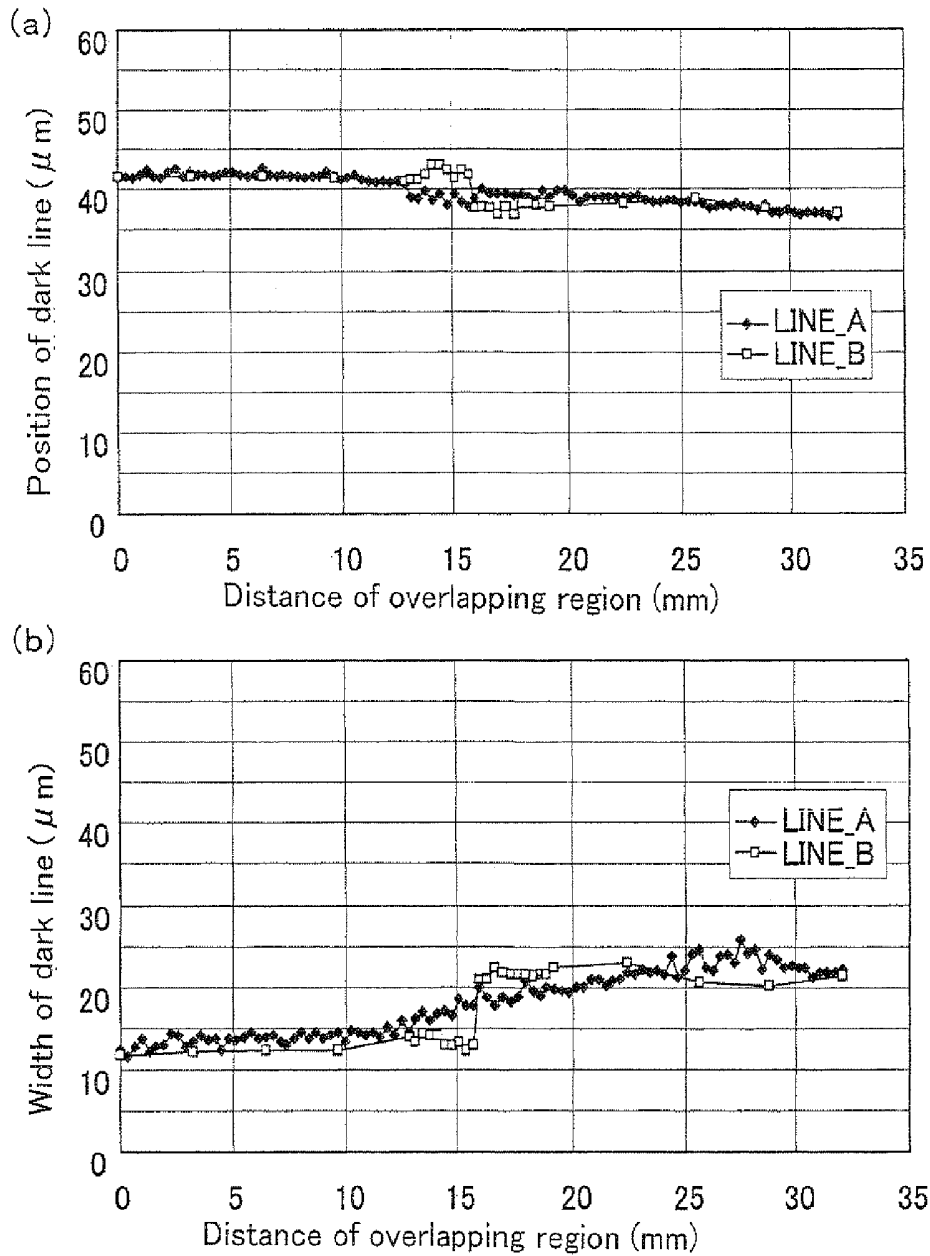 (a)
60
50
40
30
20
10
0
Position of dark line (μm)
LINE_A
LINE_B
0 5 10 15 20 25 30 35
Distance of overlapping region (mm)
(b)
60
50
40
30
20
10
0
Width of dark line (μm)
LINE_A
LINE_B
0 5 10 15 20 25 30 35
Distance of overlapping region (mm)